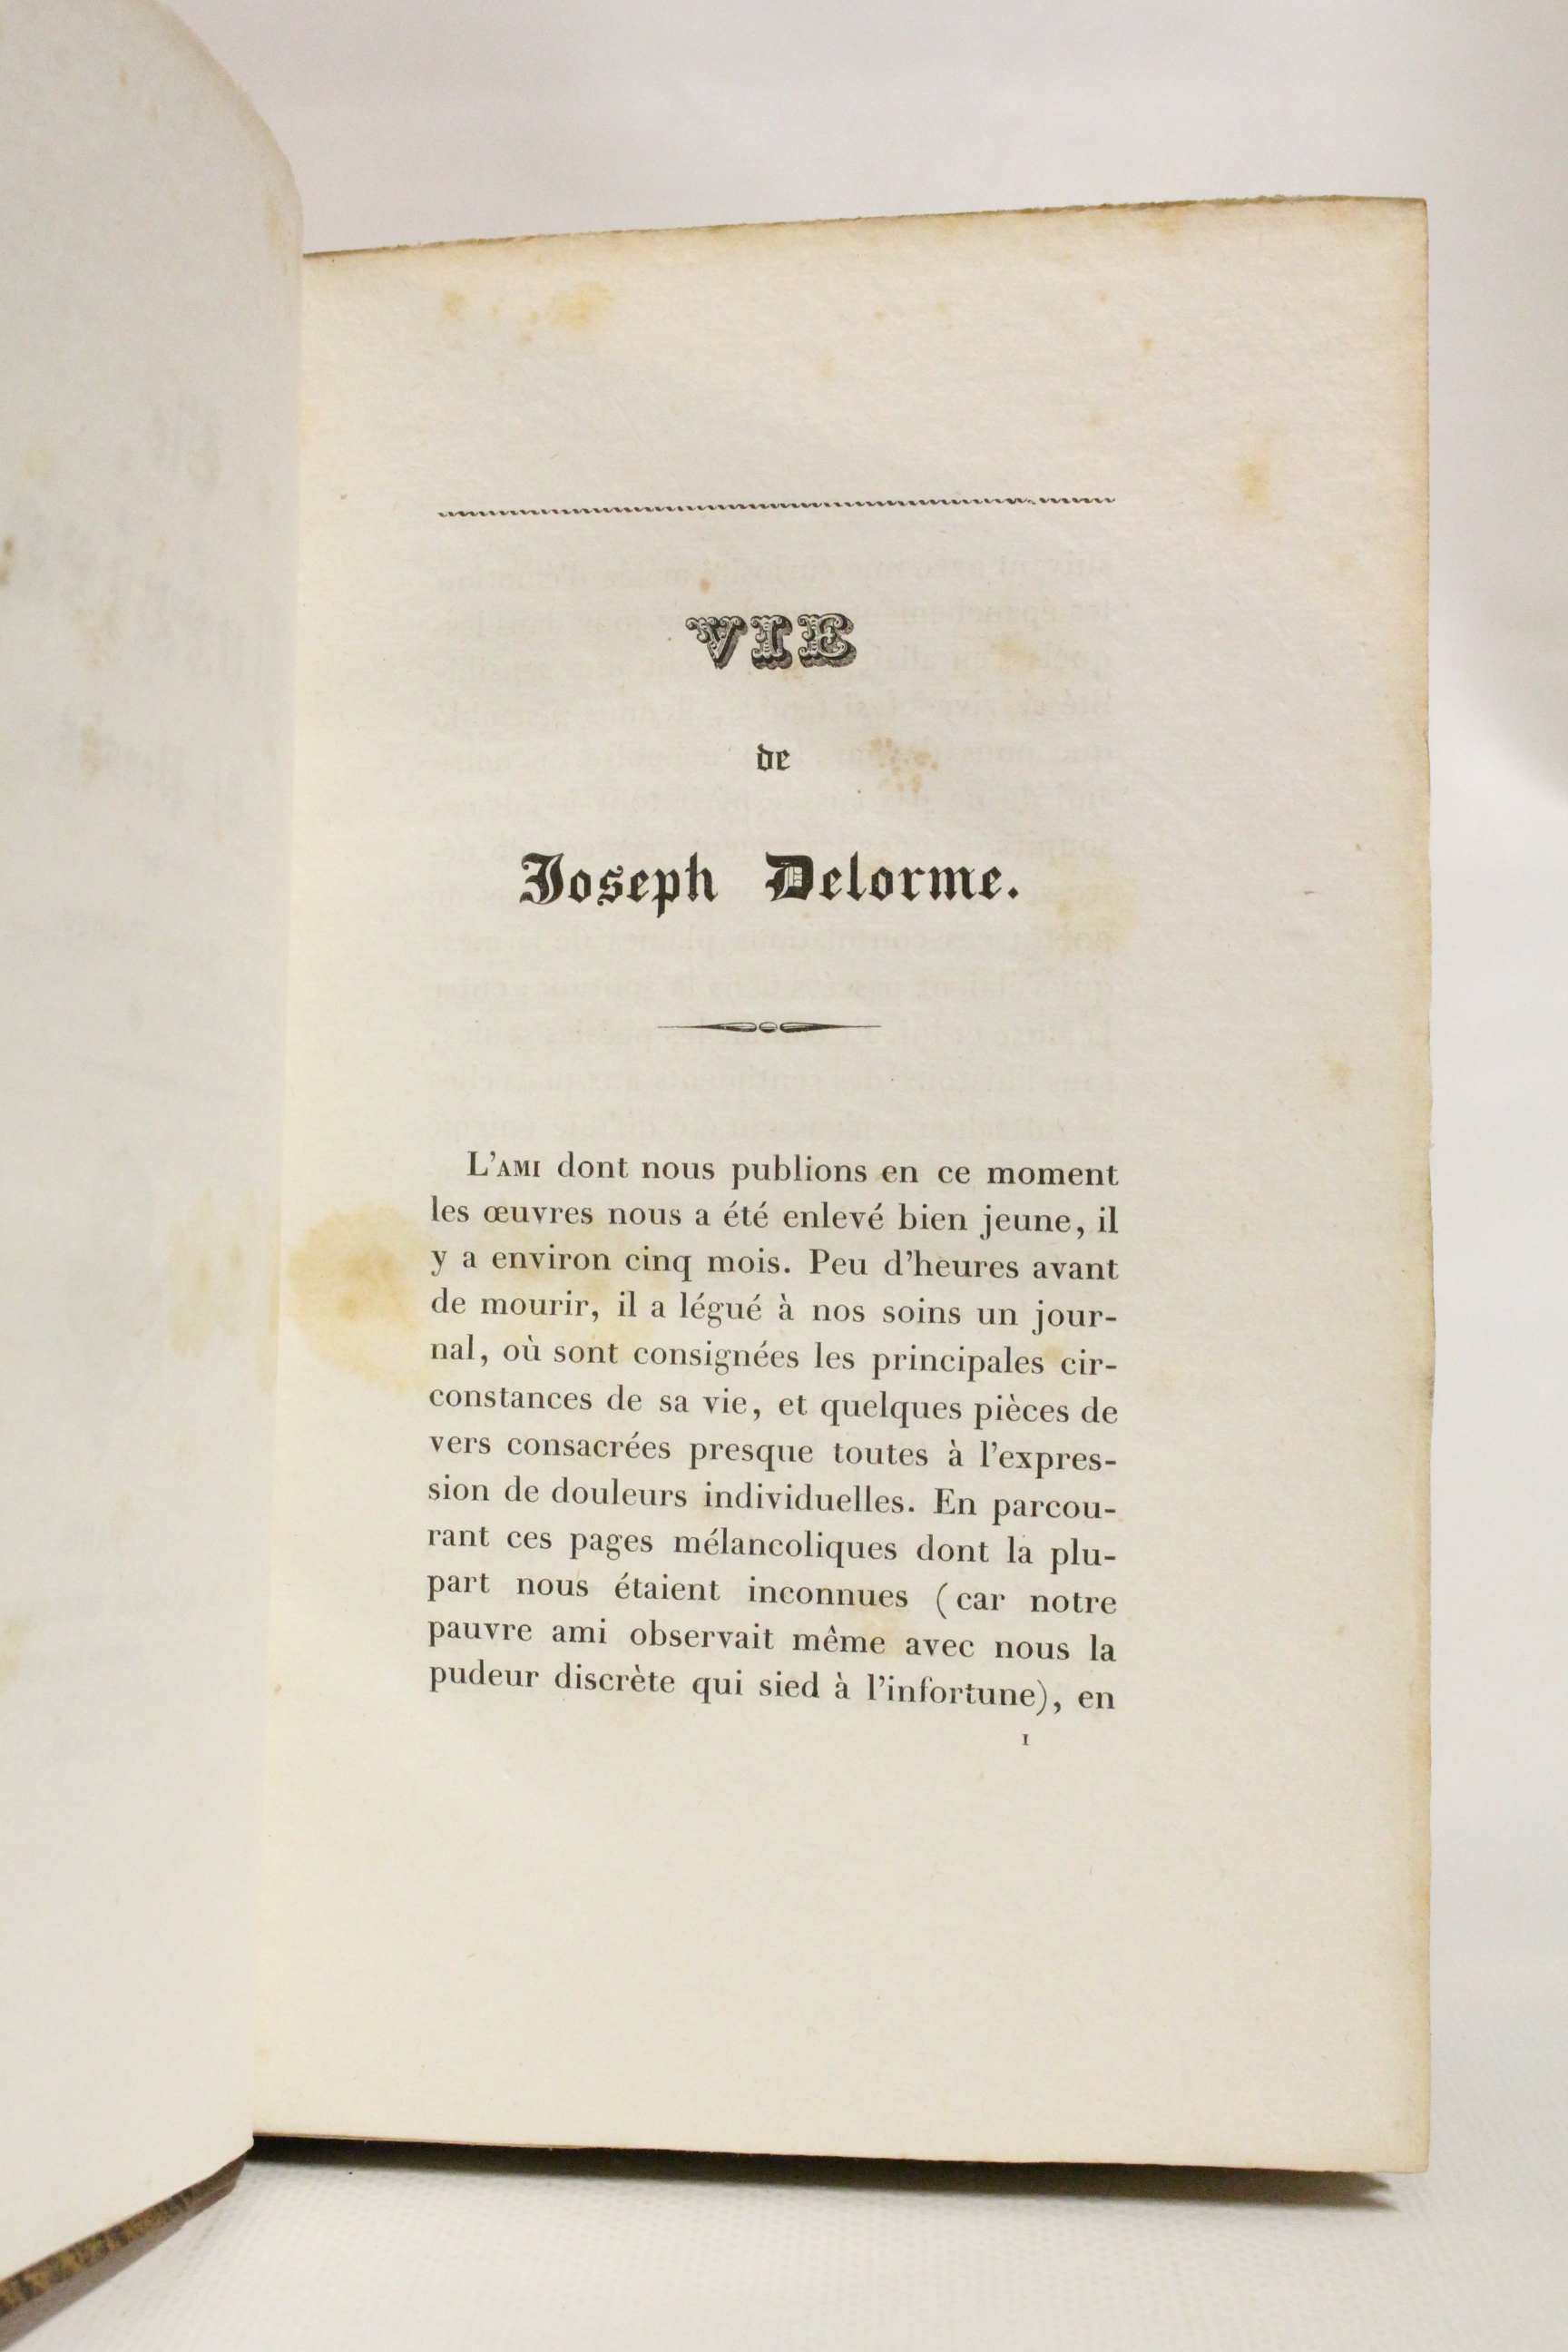 VIE
de
Joseph Delorme.
L'AMI dont nous publions en ce moment
les œuvres nous a été enlevé bien jeune, il
y a environ cinq mois. Peu d'heures avant
de mourir, il a légué à nos soins un jour-
nal, où sont consignées les principales cir-
constances de sa vie, et quelques pièces de
vers consacrées presque toutes à l'expres-
sion de douleurs individuelles. En parcou-
rant ces pages mélancoliques dont la plu-
part nous étaient inconnues (car notre
pauvre ami observait même avec nous la
pudeur discrète qui sied à l'infortune), en
1